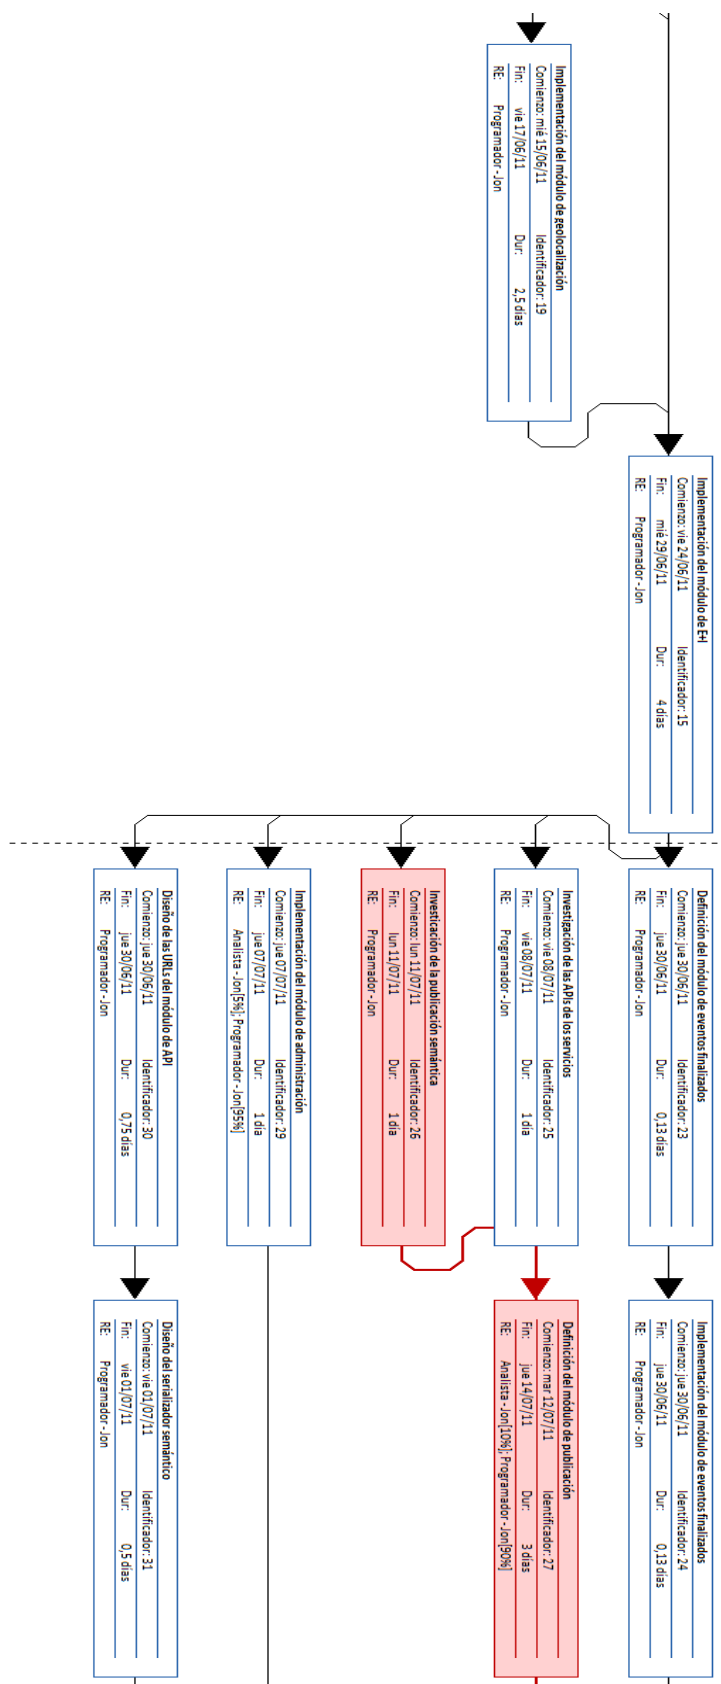 Implementación del módulo de geolocalización
Comienzo: mié 15/06/11 Identificador: 19
Fin: vie 17/06/11 Dur: 2,5 días
RE: Programador - Jon
Implementación del módulo de E+I
Comienzo: vie 24/06/11 Identificador: 15
Fin: mié 29/06/11 Dur: 4 días
RE: Programador - Jon
Definición del módulo de eventos finalizados
Comienzo: jue 30/06/11 Identificador: 23
Fin: jue 30/06/11 Dur: 0,13 días
RE: Programador - Jon
Implementación del módulo de eventos finalizados
Comienzo: jue 30/06/11 Identificador: 24
Fin: jue 30/06/11 Dur: 0,13 días
RE: Programador - Jon
Investigación de las APIs de los servicios
Comienzo: vie 08/07/11 Identificador: 25
Fin: vie 08/07/11 Dur: 1 día
RE: Programador - Jon
Definición del módulo de publicación
Comienzo: mar 12/07/11 Identificador: 27
Fin: jue 14/07/11 Dur: 3 días
RE: Analista - Jon[10%]; Programador - Jon[90%]
Investicación de la publicación semántica
Comienzo: lun 11/07/11 Identificador: 26
Fin: lun 11/07/11 Dur: 1 día
RE: Programador - Jon
Implementación del módulo de administración
Comienzo: jue 07/07/11 Identificador: 29
Fin: jue 07/07/11 Dur: 1 día
RE: Analista - Jon[5%]; Programador - Jon[95%]
Diseño de las URLs del módulo de API
Comienzo: jue 30/06/11 Identificador: 30
Fin: jue 30/06/11 Dur: 0,75 días
RE: Programador - Jon
Diseño del serializador semántico
Comienzo: vie 01/07/11 Identificador: 31
Fin: vie 01/07/11 Dur: 0,5 días
RE: Programador - Jon